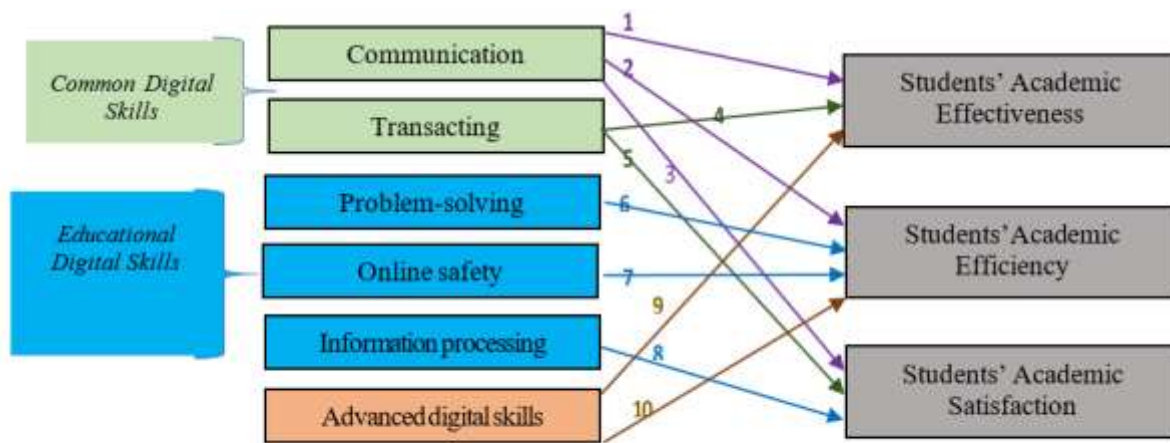 Common Digital
Skills
Communication
Transacting
Educational
Digital Skills
Problem-solving
Online safety
Information processing
Advanced digital skills
1
2
3
4
5
6
7
8
9
10
Students' Academic
Effectiveness
Students'Academic
Efficiency
Students' Academic
Satisfaction